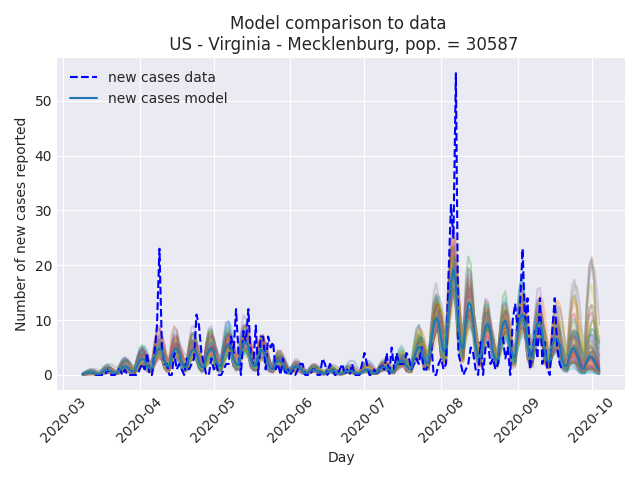 Model comparison to data
US - Virginia - Mecklenburg, pop. = 30587
new cases data
new cases model
Number of new cases reported
50
40
30
20
10
0
2020-03
2020-04
2020-05
2020-06
2020-07
2020-08
2020-09
2020-10
Day